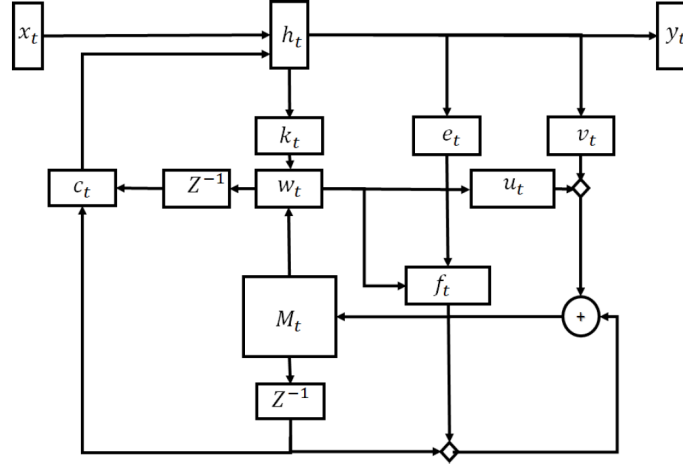 x_t
h_t
y_t
k_t
e_t
v_t
c_t
Z^{-1}
w_t
u_t
f_t
M_t
+
Z^{-1}